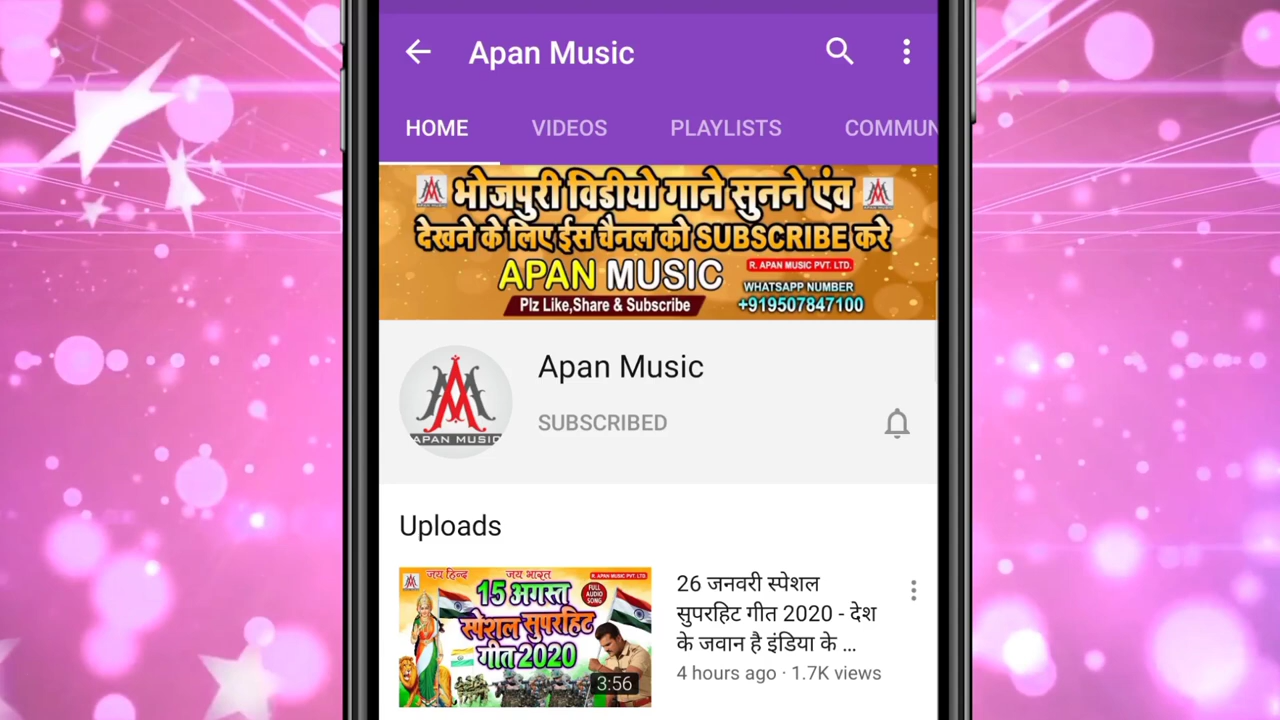 Apan Music
HOME VIDEOS PLAYLISTS COMMUN
भोजपुरी विडीयो गाने सुनने एंव
देखने के लिए ईस चैनल को SUBSCRIBE करे
APAN MUSIC
R. APAN MUSIC PVT. LTD.
WHATSAPP NUMBER
+919507847100
Plz Like,Share & Subscribe
Apan Music
SUBSCRIBED
APAN MUSIC
Uploads
जय हिन्द जय भारत
R. APAN MUSIC PVT. LTD
15 अगस्त
FULL
AUDIO
SONG
स्पेशल सुपरहिट
गीत 2020
3:56
26 जनवरी स्पेशल
सुपरहिट गीत 2020 - देश
के जवान है इंडिया के ...
4 hours ago · 1.7K views